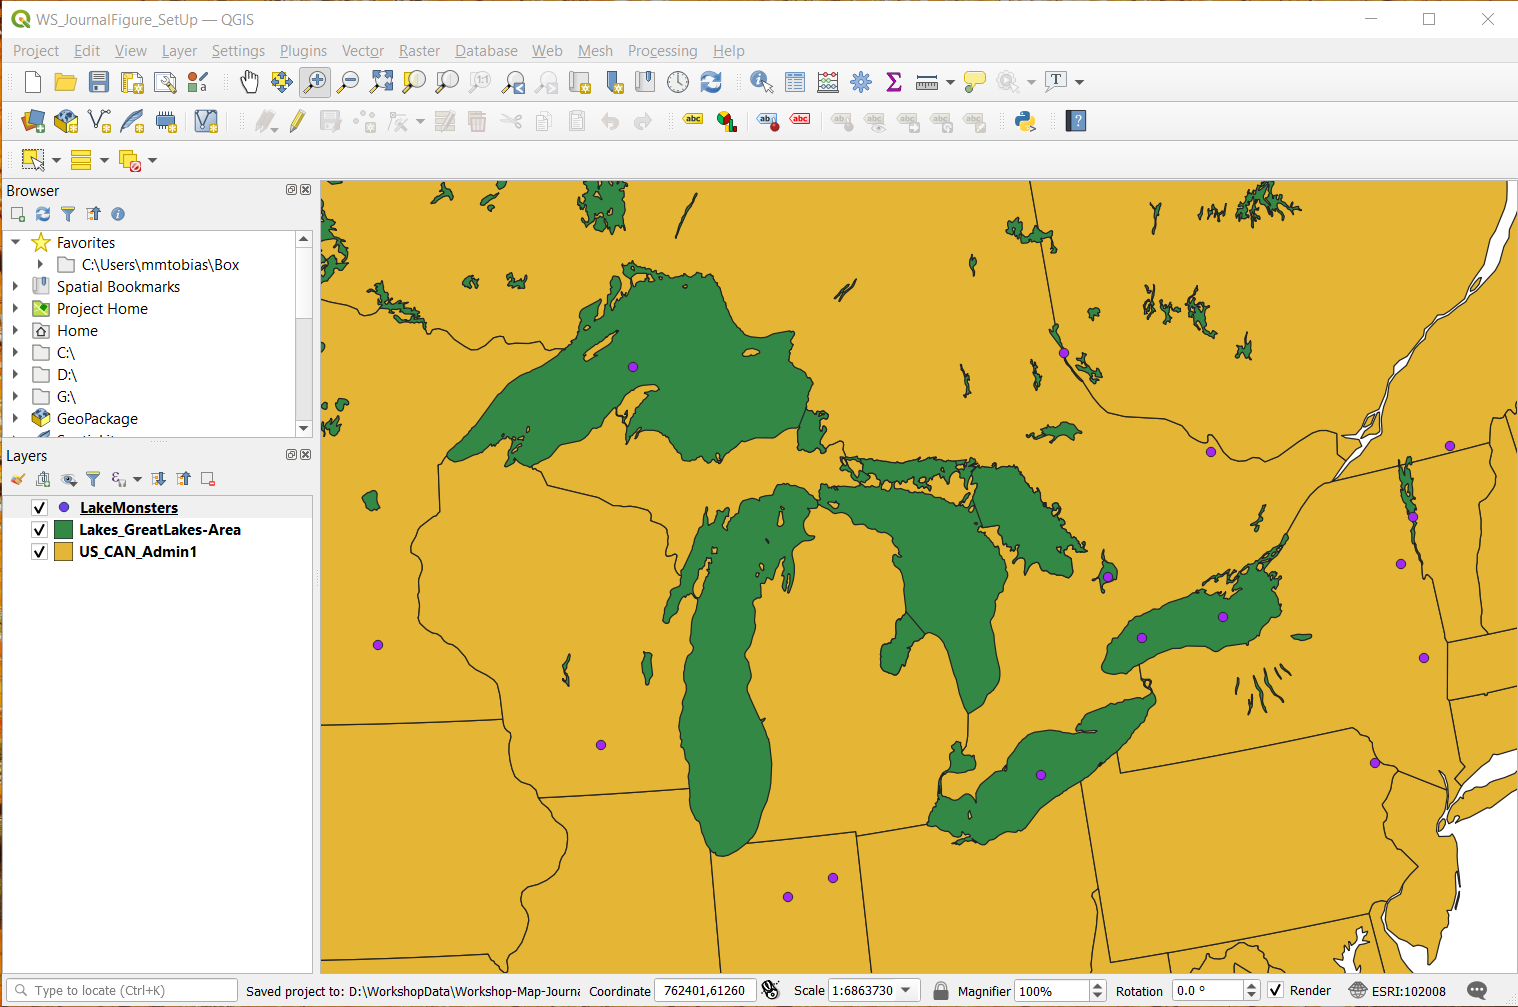 WS_JournalFigure_SetUp — QGIS
Project Edit View Layer Settings Plugins Vector Raster Database Web Mesh Processing Help
Browser
Favorites
C:\Users\mmtobias\Box
Spatial Bookmarks
Project Home
Home
C:\
D:\
G:\
GeoPackage
Layers
LakeMonsters
Lakes_GreatLakes-Area
US_CAN_Admin1
Type to locate (Ctrl+K) Saved project to: D:\WorkshopData\Workshop-Map-Journa Coordinate 762401,61260 Scale 1:6863730 Magnifier 100% Rotation 0.0 ° Render ESRI:102008